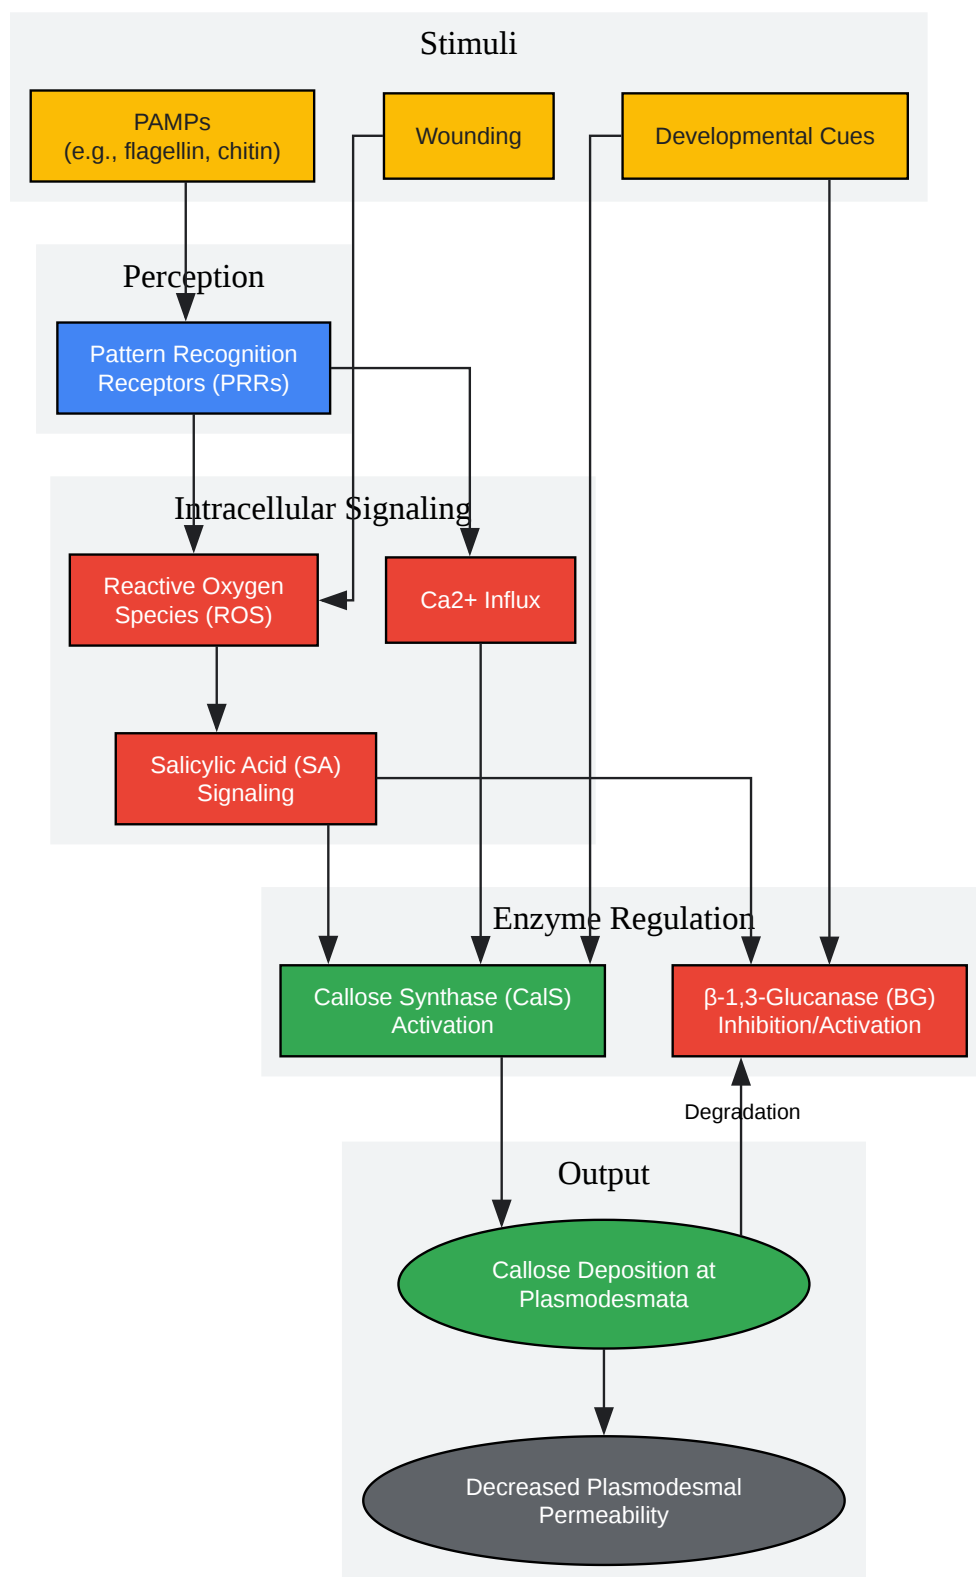 Stimuli
PAMPs
(e.g., flagellin, chitin)
Wounding
Developmental Cues
Perception
Pattern Recognition
Receptors (PRRs)
Intracellular Signaling
Reactive Oxygen
Species (ROS)
Ca2+ Influx
Salicylic Acid (SA)
Signaling
Enzyme Regulation
Callose Synthase (CalS)
Activation
β-1,3-Glucanase (BG)
Inhibition/Activation
Degradation
Output
Callose Deposition at
Plasmodesmata
Decreased Plasmodesmal
Permeability